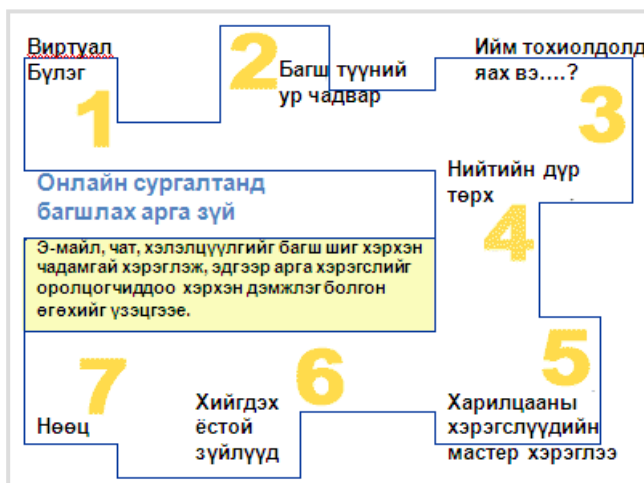 Виртуал
Бүлэг
1
2
Багш түүний
ур чадвар
Ийм тохиолдолд
яах вэ....?
3
Онлайн сургалтанд
багшлах арга зүй
Нийтийн дүр
төрх
4
Э-майл, чат, хэлэлцүүлгийг багш шиг хэрхэн
чадамгай хэрэглэж, эдгээр арга хэрэгслийг
оролцогчиддоо хэрхэн дэмжлэг болгон
өгөхийг үзэцгээе.
5
Харилцааны
хэрэгслүүдийн
мастер хэрэглээ
6
Хийгдэх
ёстой
зүйлүүд
7
Нөөц